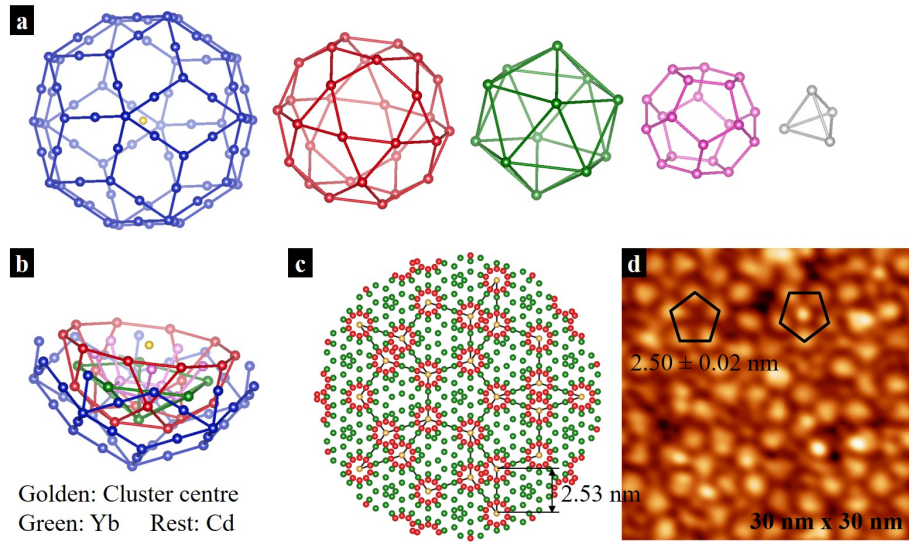 a
b
Golden: Cluster centre
Green: Yb Rest: Cd
c
2.53 nm
d
2.50 ± 0.02 nm
30 nm x 30 nm